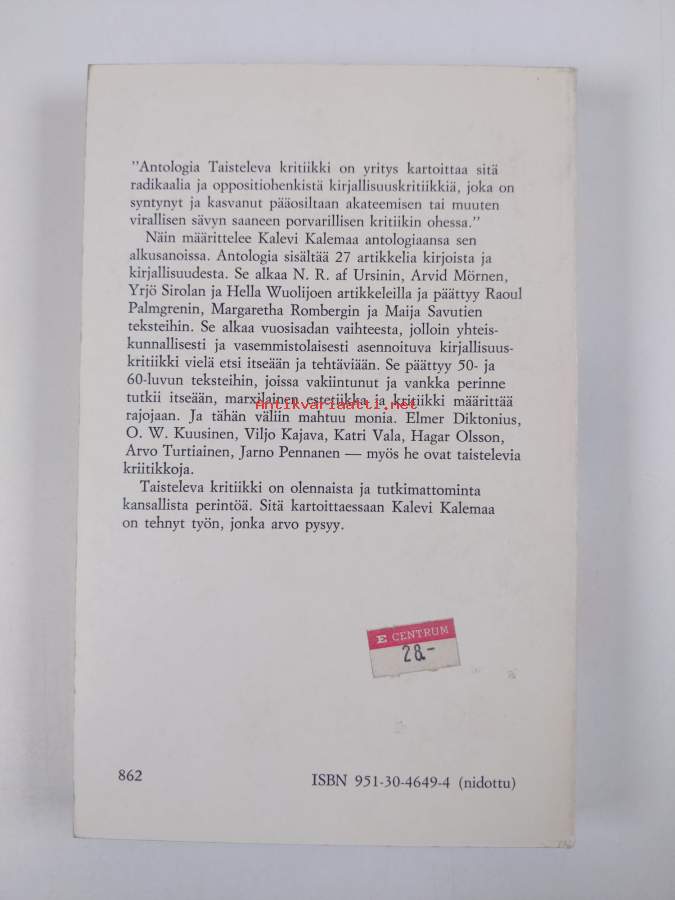 "Antologia Taisteleva kritiikki on yritys kartoittaa sitä
radikaalia ja oppositiohenkistä kirjallisuuskritiikkiä, joka on
syntynyt ja kasvanut pääosiltaan akateemisen tai muuten
virallisen sävyn saaneen porvarillisen kritiikin ohessa."
Näin määrittelee Kalevi Kalemaa antologiaansa sen
alkusanoissa. Antologia sisältää 27 artikkelia kirjoista ja
kirjallisuudesta. Se alkaa N. R. af Ursinin, Arvid Mörnen,
Yrjö Sirolan ja Hella Wuolijoen artikkeleilla ja päättyy Raoul
Palmgrenin, Margaretha Rombergin ja Maija Savutien
teksteihin. Se alkaa vuosisadan vaihteesta, jolloin yhteis-
kunnallisesti ja vasemmistolaisesti asennoituva kirjallisuus-
kritiikki vielä etsi itseään ja tehtäviään. Se päättyy 50- ja
60-luvun teksteihin, joissa vakiintunut ja vankka perinne
tutkii itseään, marxilainen estetiikka ja kritiikki määrittää
Antikvariaatti.net
rajojaan. Ja tähän väliin mahtuu monia. Elmer Diktonius,
O. W. Kuusinen, Viljo Kajava, Katri Vala, Hagar Olsson,
Arvo Turtiainen, Jarno Pennanen — myös he ovat taistelevia
kriitikkoja.
Taisteleva kritiikki on olennaista ja tutkimattominta
kansallista perintöä. Sitä kartoittaessaan Kalevi Kalemaa
on tehnyt työn, jonka arvo pysyy.
E CENTRUM
28.-
862
ISBN 951-30-4649-4 (nidottu)